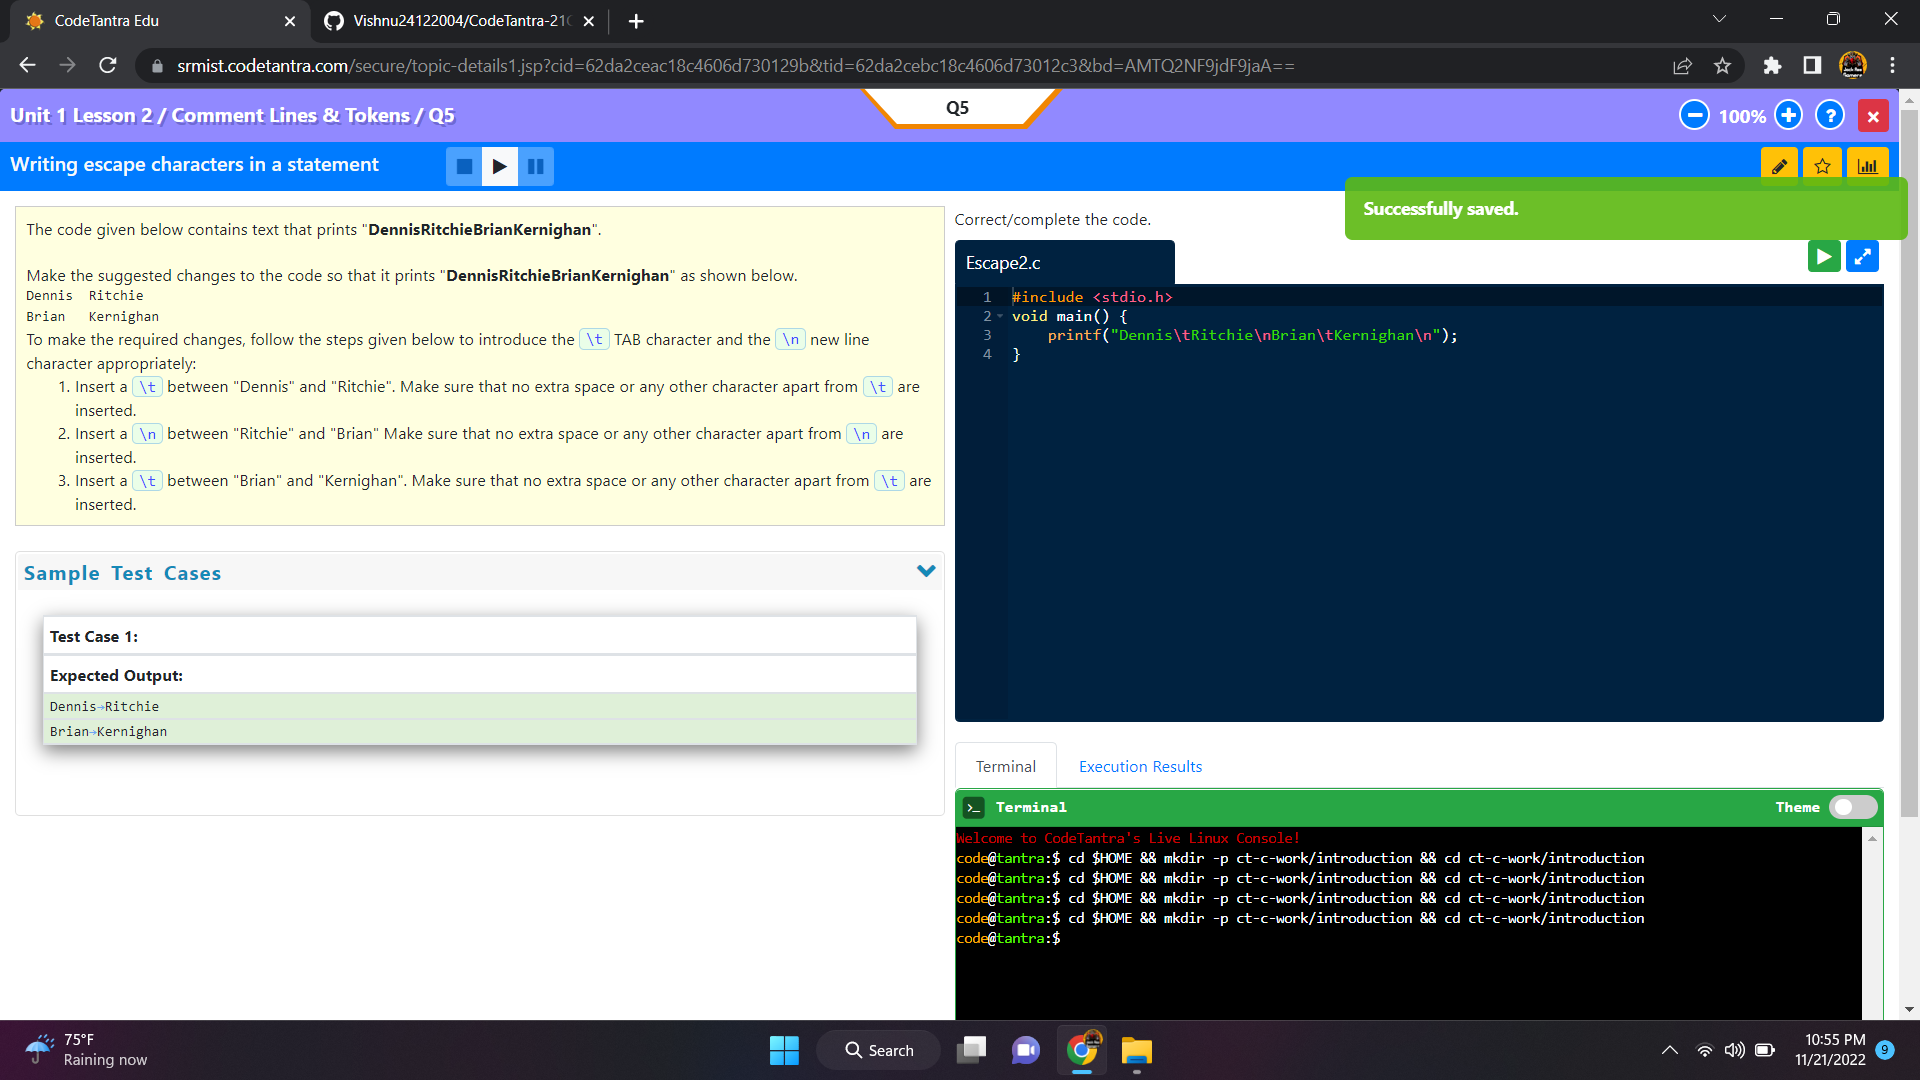 CodeTantra Edu
Vishnu24122004/CodeTantra-21
srmist.codetantra.com/secure/topic-details1.jsp?cid=62da2ceac18c4606d730129b&tid=62da2cebc18c4606d73012c3&bd=AMTQ2NF9jdF9jaA==
Unit 1 Lesson 2 / Comment Lines & Tokens / Q5
Q5
100%
?
Writing escape characters in a statement
Successfully saved.
The code given below contains text that prints "DennisRitchieBrianKernighan".
Make the suggested changes to the code so that it prints "DennisRitchieBrianKernighan" as shown below.
Dennis  Ritchie
Brian   Kernighan
To make the required changes, follow the steps given below to introduce the \t TAB character and the \n new line
character appropriately:
1. Insert a \t between "Dennis" and "Ritchie". Make sure that no extra space or any other character apart from \t are
inserted.
2. Insert a \n between "Ritchie" and "Brian" Make sure that no extra space or any other character apart from \n are
inserted.
3. Insert a \t between "Brian" and "Kernighan". Make sure that no extra space or any other character apart from \t are
inserted.
Sample Test Cases
Test Case 1:
Expected Output:
Dennis→Ritchie
Brian→Kernighan
Correct/complete the code.
Escape2.c
1 #include <stdio.h>
2 void main() {
3     printf("Dennis\tRitchie\nBrian\tKernighan\n");
4 }
Terminal
Execution Results
>_ Terminal
Theme
Welcome to CodeTantra's Live Linux Console!
code@tantra:$ cd $HOME && mkdir -p ct-c-work/introduction && cd ct-c-work/introduction
code@tantra:$ cd $HOME && mkdir -p ct-c-work/introduction && cd ct-c-work/introduction
code@tantra:$ cd $HOME && mkdir -p ct-c-work/introduction && cd ct-c-work/introduction
code@tantra:$ cd $HOME && mkdir -p ct-c-work/introduction && cd ct-c-work/introduction
code@tantra:$
75°F
Raining now
Search
10:55 PM
11/21/2022
9